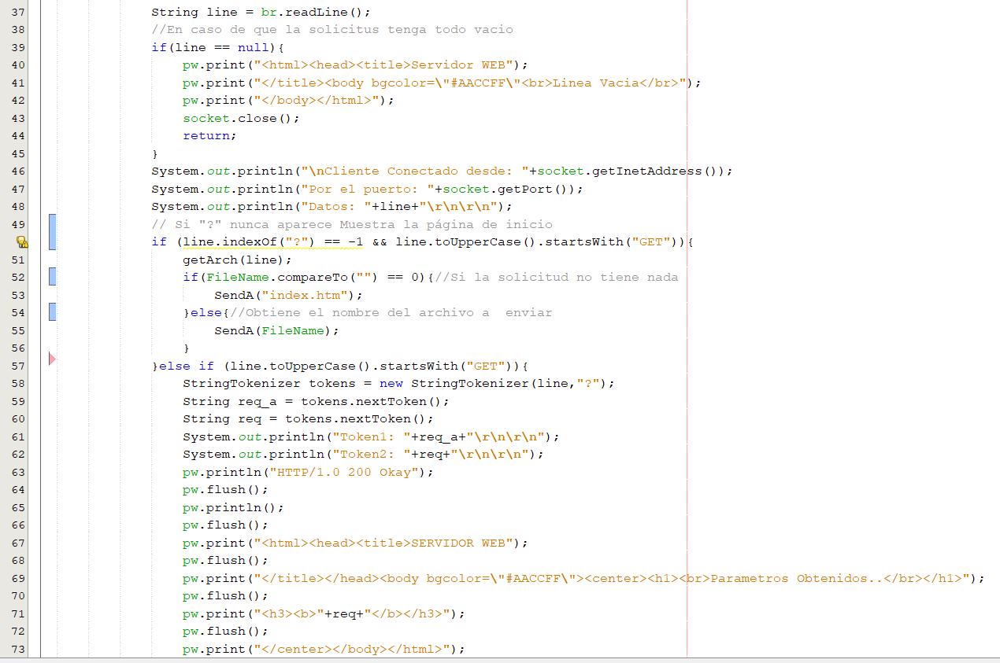 37 String line = br.readLine();
38 //En caso de que la solicitus tenga todo vacio
39 if(line == null){
40 pw.print("<html><head><title>Servidor WEB");
41 pw.print("</title><body bgcolor=\"#AACCFF\"<br>Linea Vacia</br>");
42 pw.print("</body></html>");
43 socket.close();
44 return;
45 }
46 System.out.println("\nCliente Conectado desde: "+socket.getInetAddress());
47 System.out.println("Por el puerto: "+socket.getPort());
48 System.out.println("Datos: "+line+"\r\n\r\n");
49 // Si "?" nunca aparece Muestra la página de inicio
if (line.indexOf("?") == -1 && line.toUpperCase().startsWith("GET")){
51 getArch(line);
52 if(FileName.compareTo("") == 0){//Si la solicitud no tiene nada
53 SendA("index.htm");
54 }else{//Obtiene el nombre del archivo a  enviar
55 SendA(FileName);
56 }
57 }else if (line.toUpperCase().startsWith("GET")){
58 StringTokenizer tokens = new StringTokenizer(line,"?");
59 String req_a = tokens.nextToken();
60 String req = tokens.nextToken();
61 System.out.println("Token1: "+req_a+"\r\n\r\n");
62 System.out.println("Token2: "+req+"\r\n\r\n");
63 pw.println("HTTP/1.0 200 Okay");
64 pw.flush();
65 pw.println();
66 pw.flush();
67 pw.print("<html><head><title>SERVIDOR WEB");
68 pw.flush();
69 pw.print("</title></head><body bgcolor=\"#AACCFF\"><center><h1><br>Parametros Obtenidos..</br></h1>");
70 pw.flush();
71 pw.print("<h3><b>"+req+"</b></h3>");
72 pw.flush();
73 pw.print("</center></body></html>");